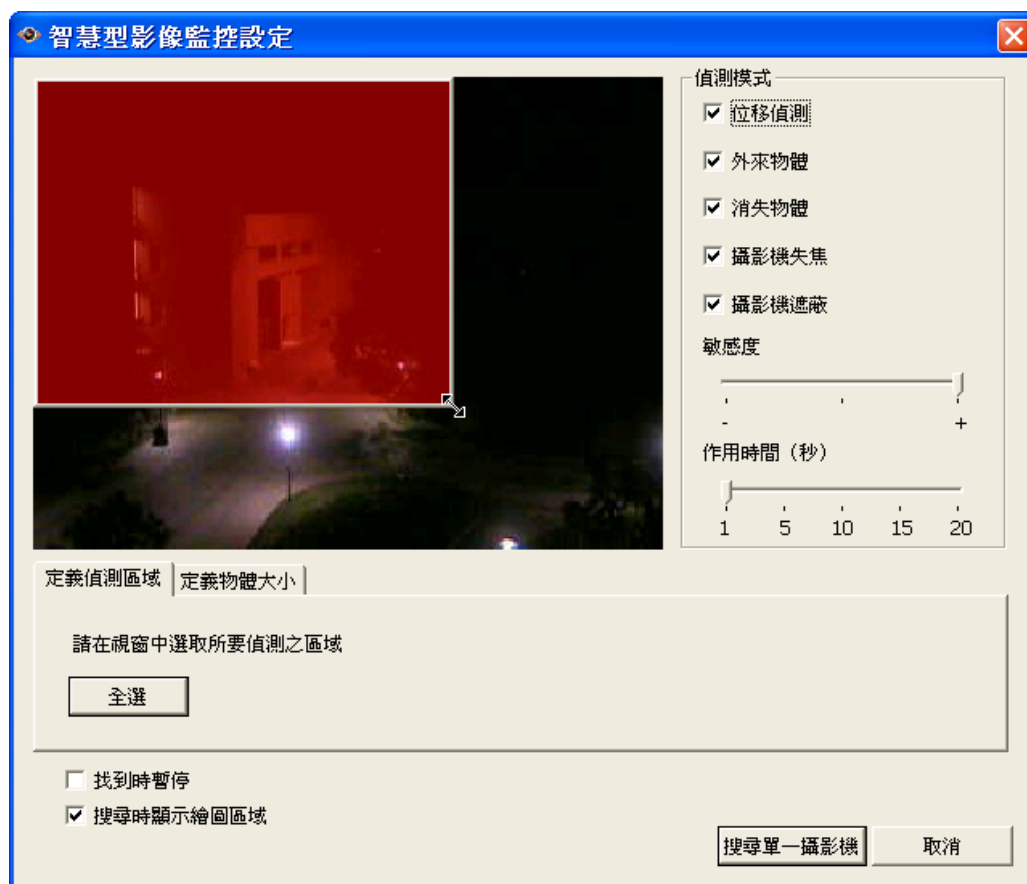 智慧型影像監控設定
偵測模式
位移偵測
外來物體
消失物體
攝影機失焦
攝影機遮蔽
敏感度
- +
作用時間（秒）
1 5 10 15 20
定義偵測區域 定義物體大小
請在視窗中選取所要偵測之區域
全選
找到時暫停
搜尋時顯示繪圖區域
搜尋單一攝影機 取消